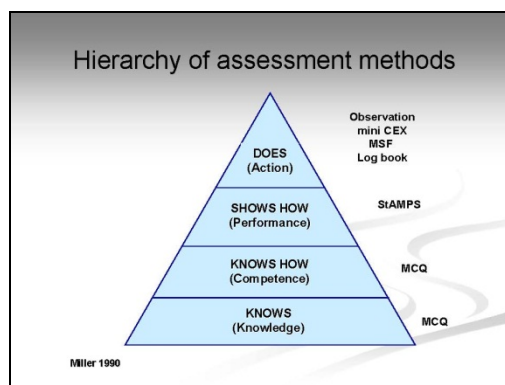 Hierarchy of assessment methods
Observation
mini CEX
MSF
Log book
DOES
(Action)
SHOWS HOW
(Performance)
StAMPS
KNOWS HOW
(Competence)
MCQ
KNOWS
(Knowledge)
MCQ
Miller 1990